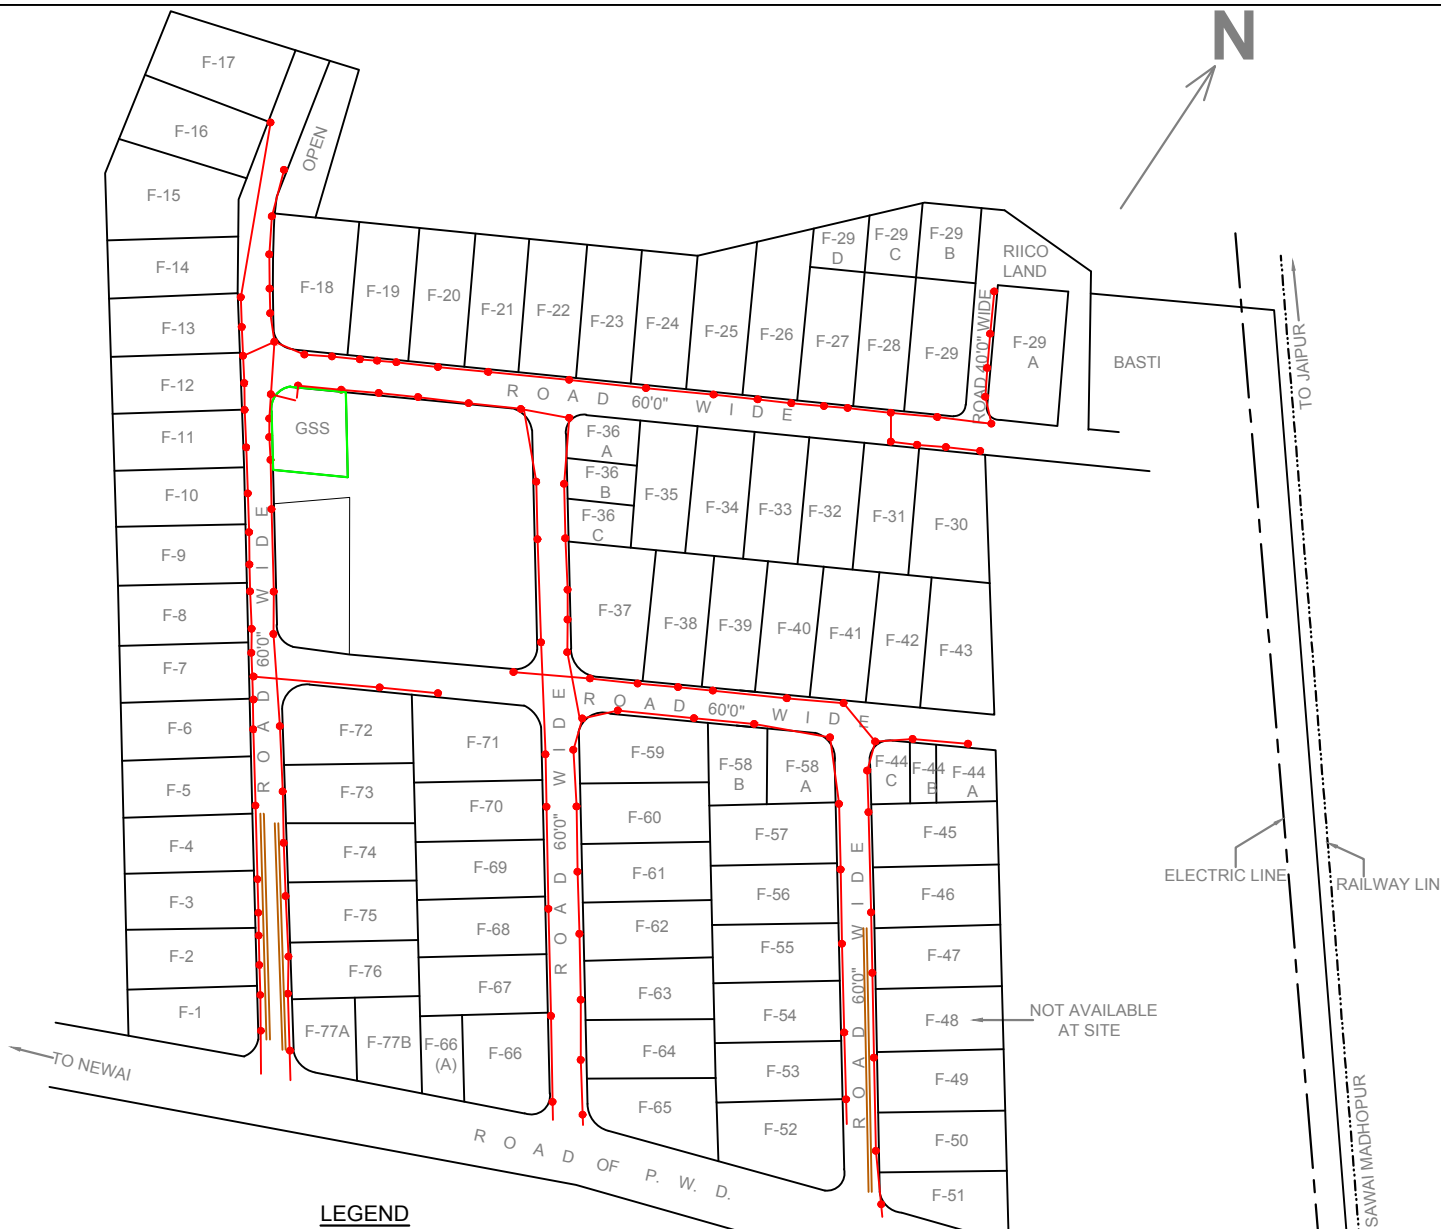 N
F-17
F-16
OPEN
F-15
F-14
F-13
F-12
F-11
F-10
F-9
F-8
F-7
F-6
F-5
F-4
F-3
F-2
F-1
F-18
F-19
F-20
F-21
F-22
F-23
F-24
F-25
F-26
F-27
F-28
F-29
F-29
D
F-29
C
F-29
B
RIICO
LAND
F-29
A
ROAD 40'0" WIDE
BASTI
TO JAIPUR
ROAD 60'0" WIDE
GSS
ROAD 60'0" WIDE
F-36
A
F-36
B
F-36
C
F-35
F-34
F-33
F-32
F-31
F-30
F-37
F-38
F-39
F-40
F-41
F-42
F-43
ROAD 60'0" WIDE
F-72
F-73
F-74
F-75
F-76
F-77A
F-77B
F-71
F-70
F-69
F-68
F-67
F-66
(A)
F-66
ROAD 60'0" WIDE
F-59
F-60
F-61
F-62
F-63
F-64
F-65
F-58
B
F-58
A
F-57
F-56
F-55
F-54
F-53
F-52
ROAD 60'0" WIDE
F-44
C
F-44
B
F-44
A
F-45
F-46
F-47
F-48
F-49
F-50
F-51
NOT AVAILABLE
AT SITE
ELECTRIC LINE
RAILWAY LIN
SAWAI MADHOPUR
TO NEWAI
ROAD OF P. W. D.
LEGEND